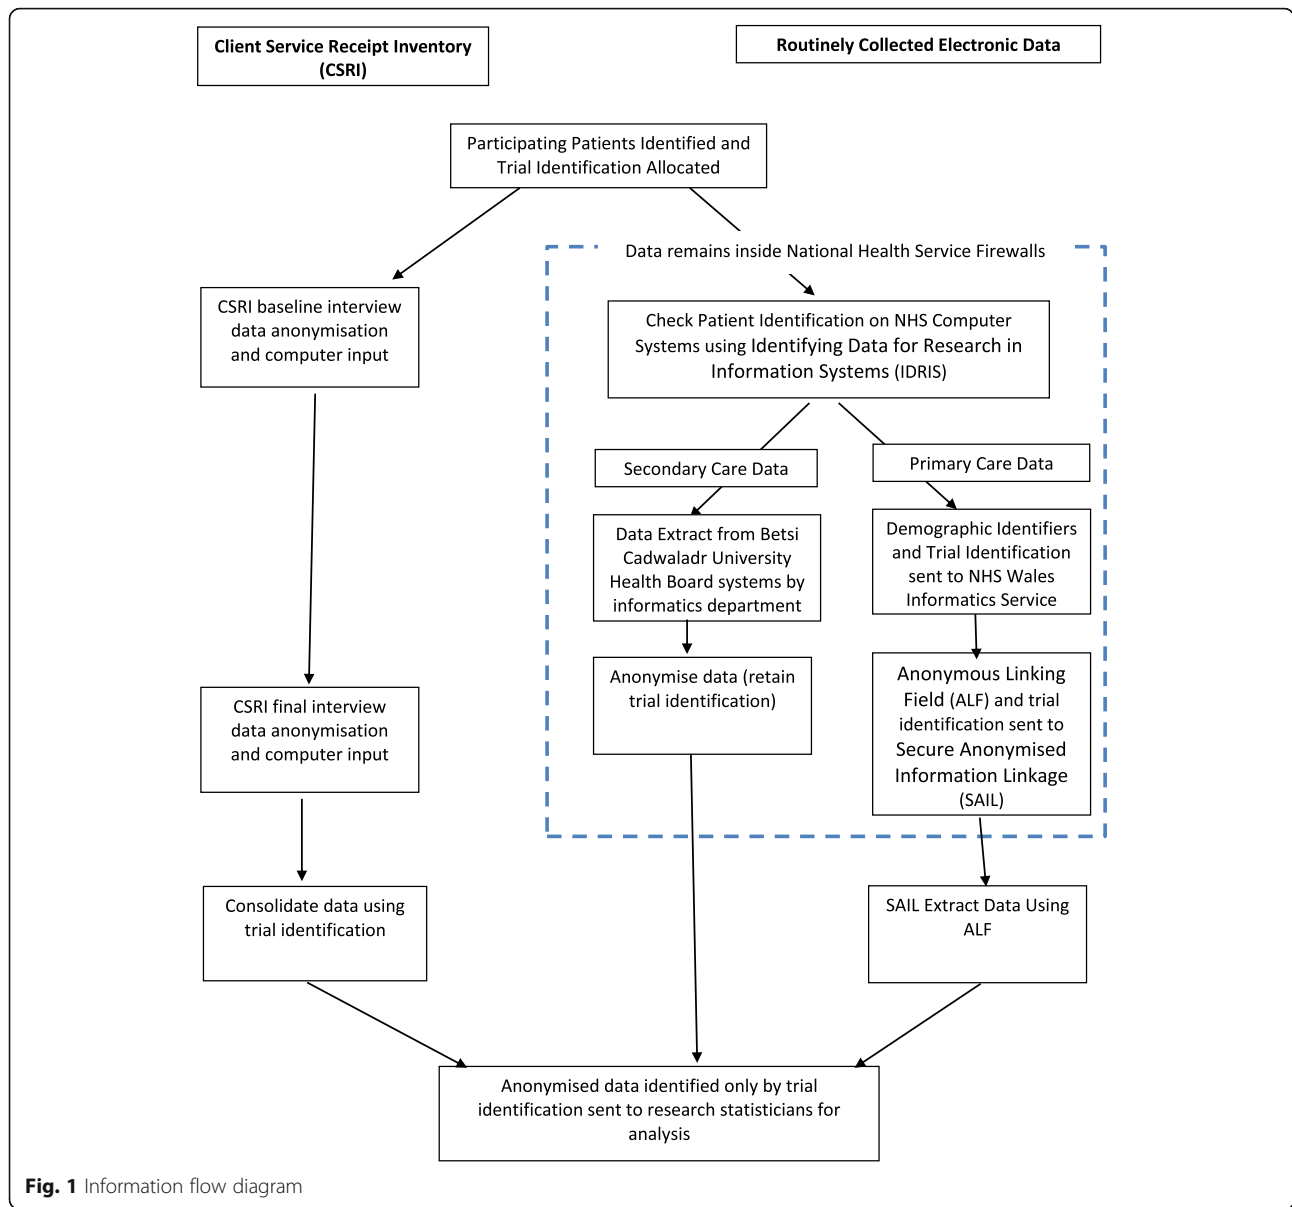 Client Service Receipt Inventory
(CSRI)
Routinely Collected Electronic Data
Participating Patients Identified and
Trial Identification Allocated
Data remains inside National Health Service Firewalls
CSRI baseline interview
data anonymisation
and computer input
Check Patient Identification on NHS Computer
Systems using Identifying Data for Research in
Information Systems (IDRIS)
Secondary Care Data
Primary Care Data
Data Extract from Betsi
Cadwaladr University
Health Board systems by
informatics department
Demographic Identifiers
and Trial Identification
sent to NHS Wales
Informatics Service
Anonymise data (retain
trial identification)
Anonymous Linking
Field (ALF) and trial
identification sent to
Secure Anonymised
Information Linkage
(SAIL)
CSRI final interview
data anonymisation
and computer input
Consolidate data using
trial identification
SAIL Extract Data Using
ALF
Anonymised data identified only by trial
identification sent to research statisticians for
analysis
Fig. 1 Information flow diagram